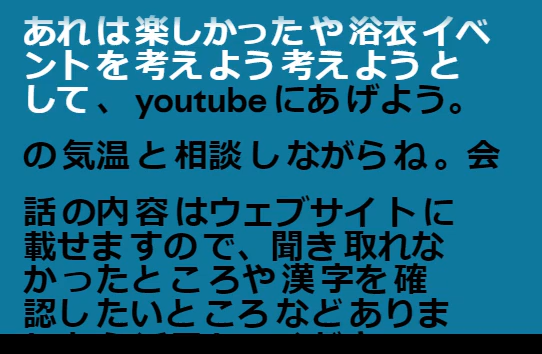 あれは楽しかったや浴衣イベ
ントを考えよう考えようと
して、youtubeにあげよう。
の気温と相談しながらね。会
話の内容はウェブサイトに
載せますので、聞き取れな
かったところや漢字を確
認したいところなどありま